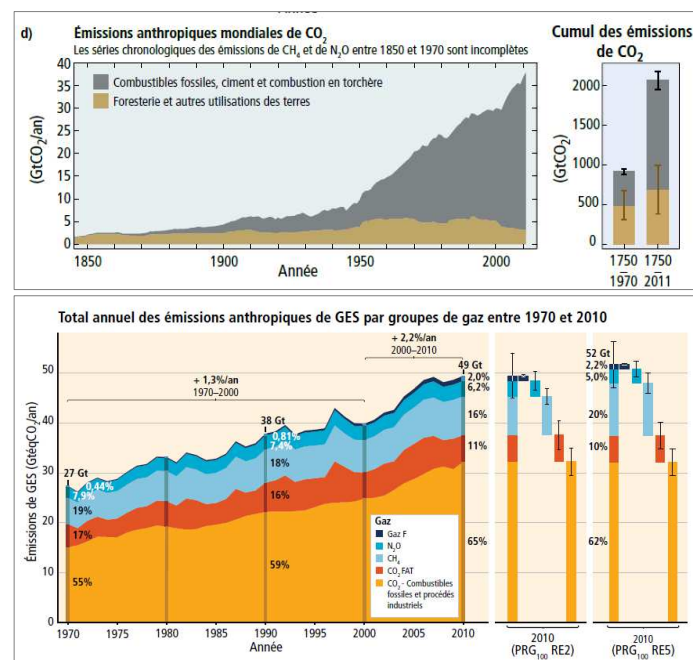 Année
d) Émissions anthropiques mondiales de CO₂
Les séries chronologiques des émissions de CH₄ et de N₂O entre 1850 et 1970 sont incomplètes
40
35
30
25
20
15
10
5
0
(GtCO₂/an)
Combustibles fossiles, ciment et combustion en torchère
Foresterie et autres utilisations des terres
1850
1900
1950
2000
Année
Cumul des émissions
de CO₂
2000
1500
1000
500
0
(GtCO₂)
1750
–
1970
1750
–
2011
Total annuel des émissions anthropiques de GES par groupes de gaz entre 1970 et 2010
50
40
30
20
10
0
Émissions de GES (GtéqCO₂/an)
+ 1,3%/an
1970–2000
+ 2,2%/an
2000–2010
27 Gt
0,44%
7,9%
19%
17%
55%
38 Gt
0,81%
7,4%
18%
16%
59%
49 Gt
2,0%
6,2%
16%
11%
65%
Gaz
Gaz F
N₂O
CH₄
CO₂ FAT
CO₂ - Combustibles
fossiles et procédés
industriels
1970
1975
1980
1985
1990
1995
2000
2005
2010
Année
2010
(PRG₁₀₀ RE2)
52 Gt
2,2%
5,0%
20%
10%
62%
2010
(PRG₁₀₀ RE5)